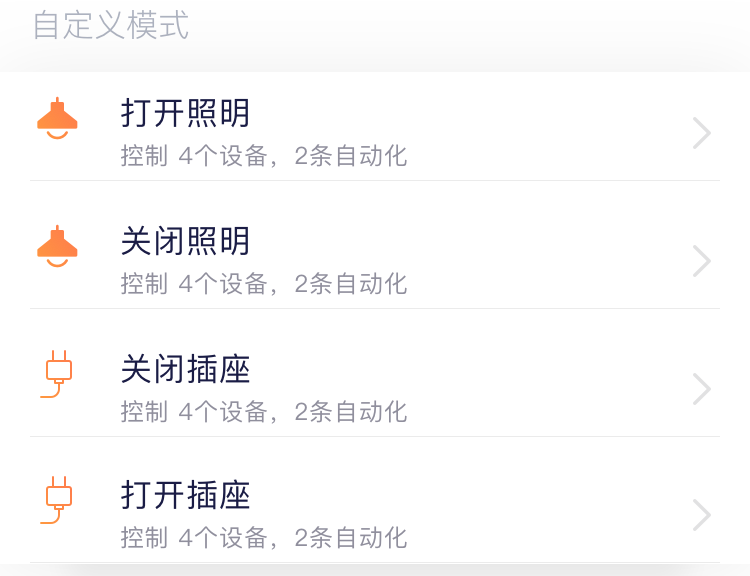 自定义模式
打开照明
控制 4个设备，2条自动化
关闭照明
控制 4个设备，2条自动化
关闭插座
控制 4个设备，2条自动化
打开插座
控制 4个设备，2条自动化